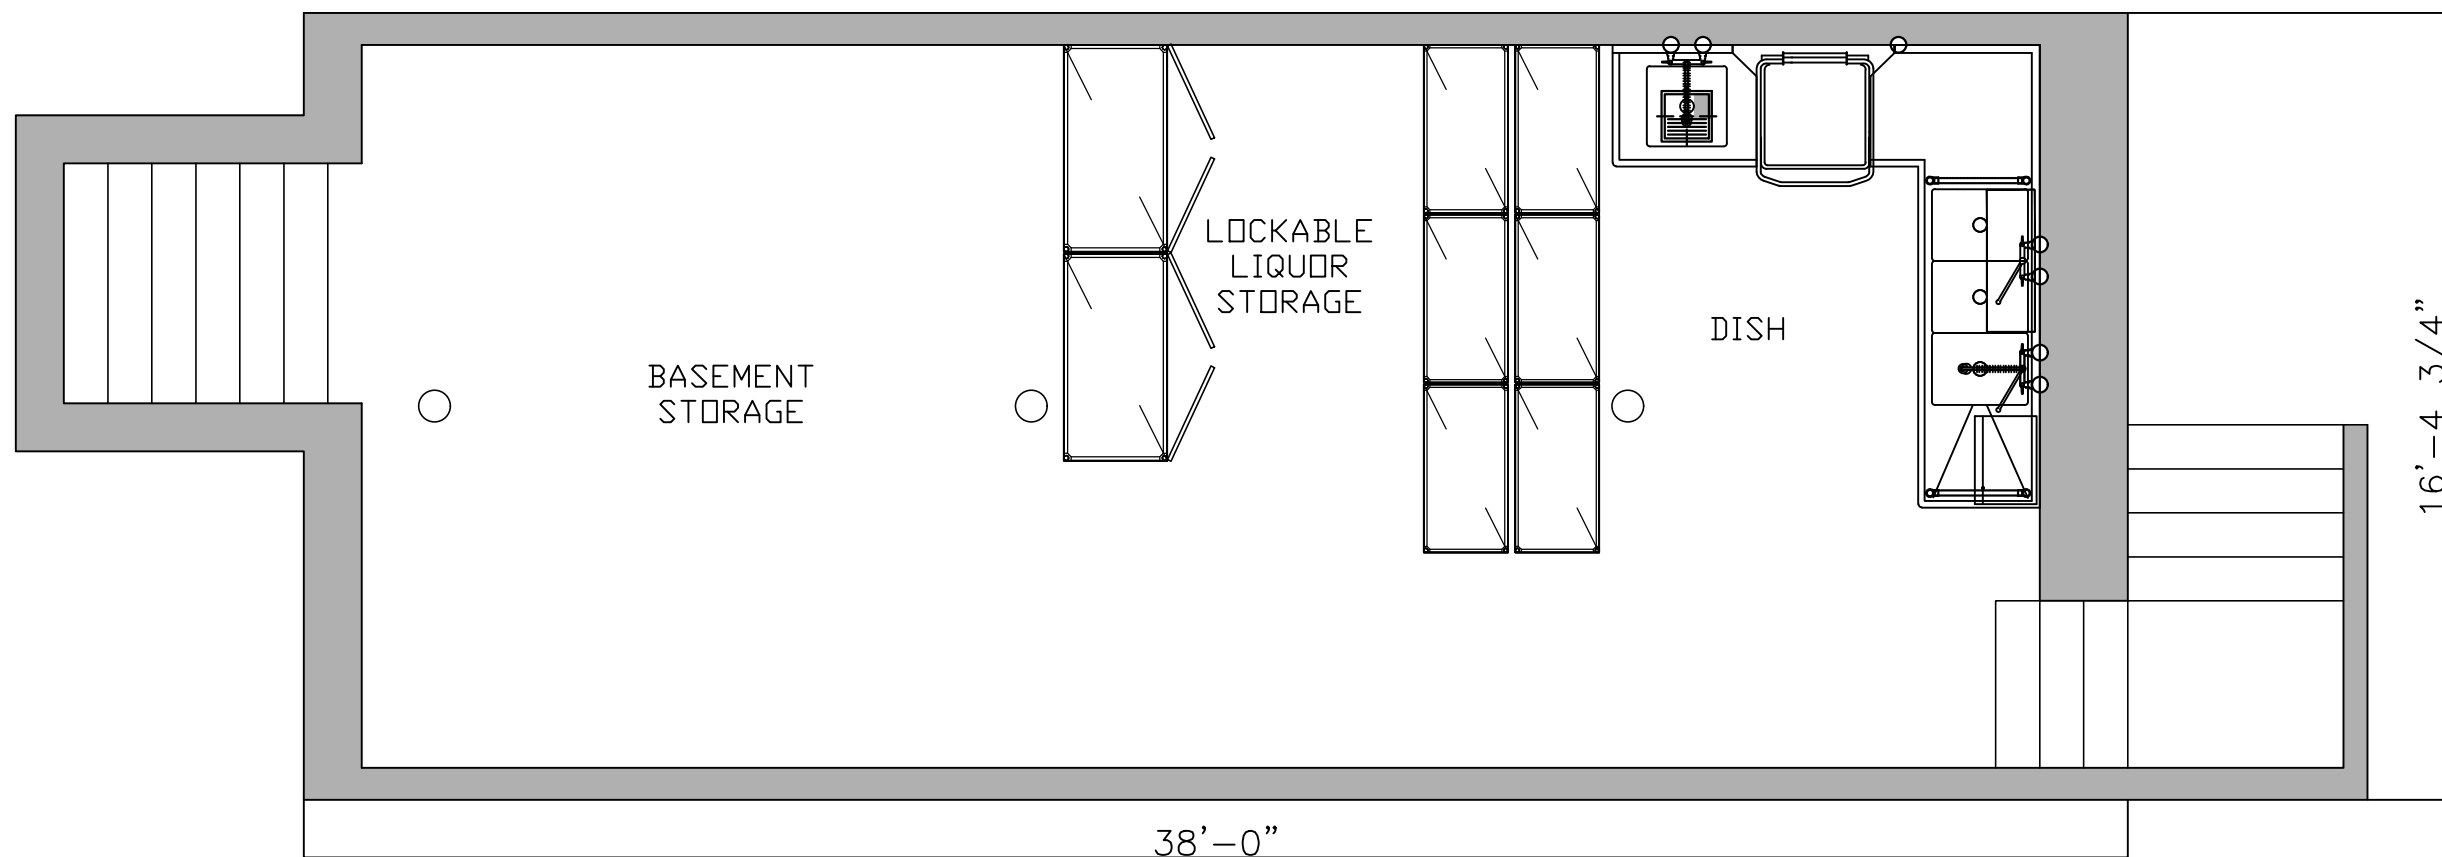 LOCKABLE
LIQUOR
STORAGE
DISH
BASEMENT
STORAGE
16'-4 3/4"
38'-0"